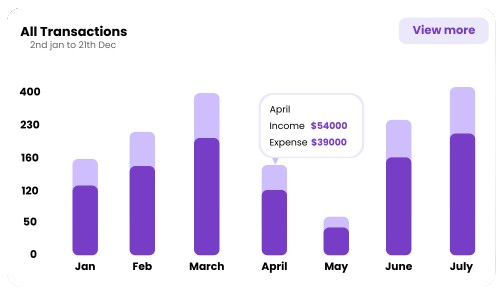 All Transactions
View more
2nd jan to 21th Dec
400
230
160
120
50
0
April
Income $54000
Expense $39000
Jan Feb March April May June July